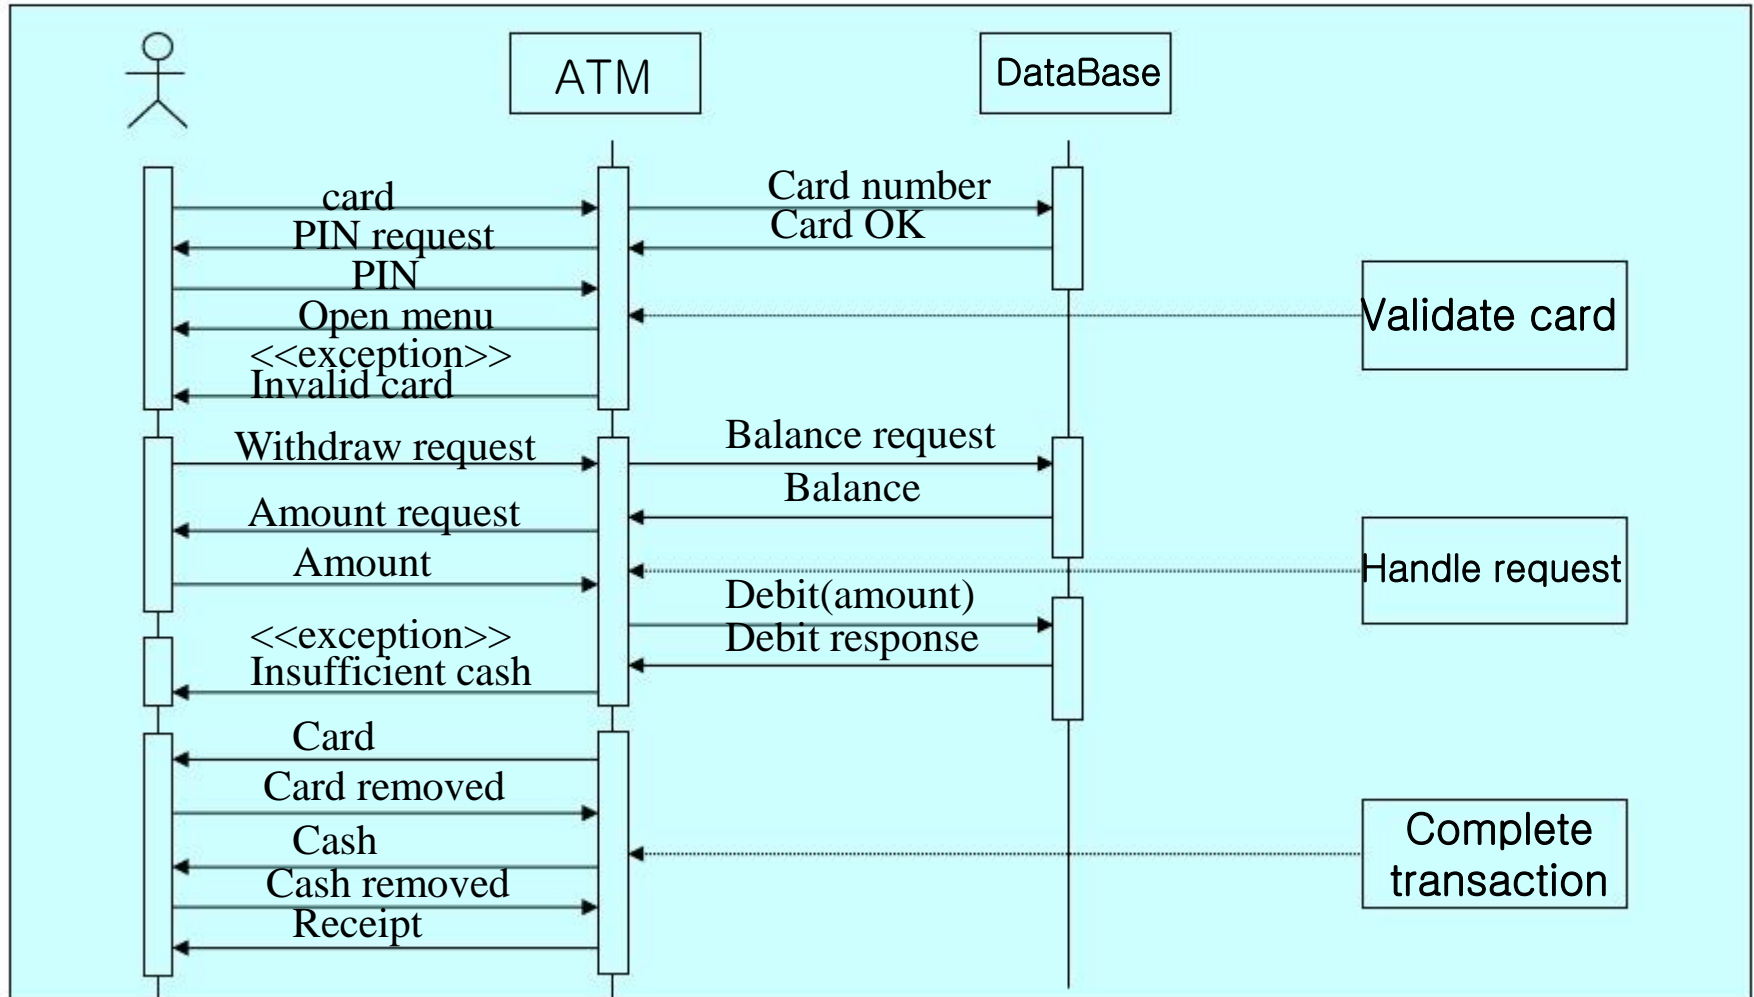 ATM
DataBase
card
Card number
PIN request
Card OK
PIN
Open menu
Validate card
<<exception>>
Invalid card
Withdraw request
Balance request
Balance
Amount request
Amount
Handle request
Debit(amount)
<<exception>>
Debit response
Insufficient cash
Card
Card removed
Cash
Complete
transaction
Cash removed
Receipt